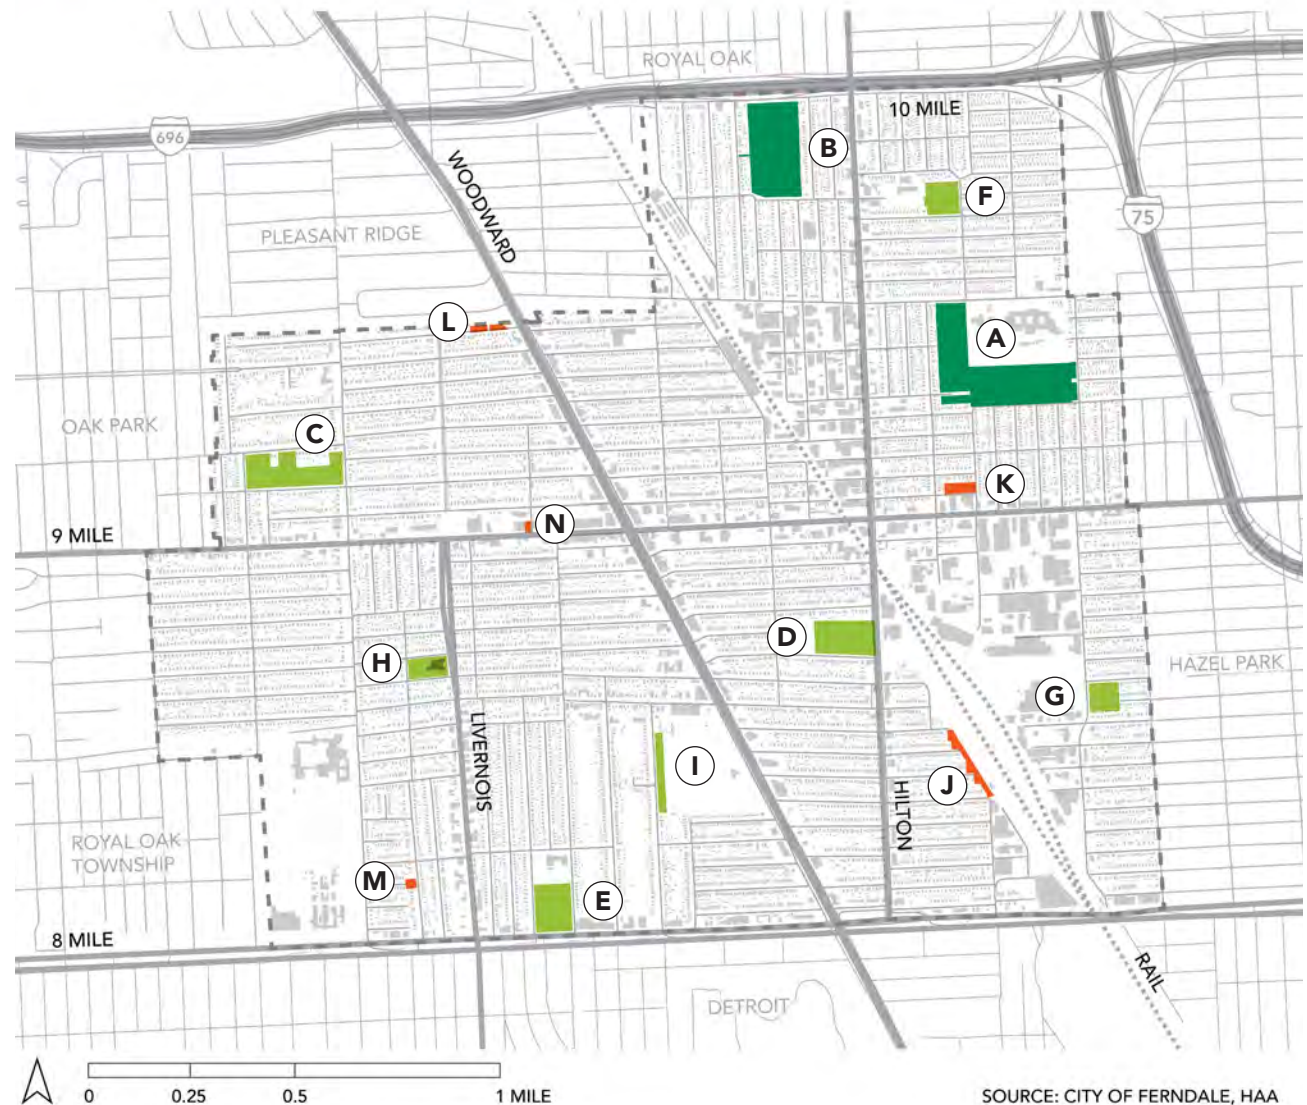 ROYAL OAK
10 MILE
696
B
WOODWARD
F
75
PLEASANT RIDGE
L
A
OAK PARK
C
K
N
9 MILE
D
H
HAZEL PARK
G
LIVERNOIS
I
J
HILTON
ROYAL OAK
TOWNSHIP
M
E
8 MILE
RAIL
DETROIT
0 0.25 0.5 1 MILE
SOURCE: CITY OF FERNDALE, HAA